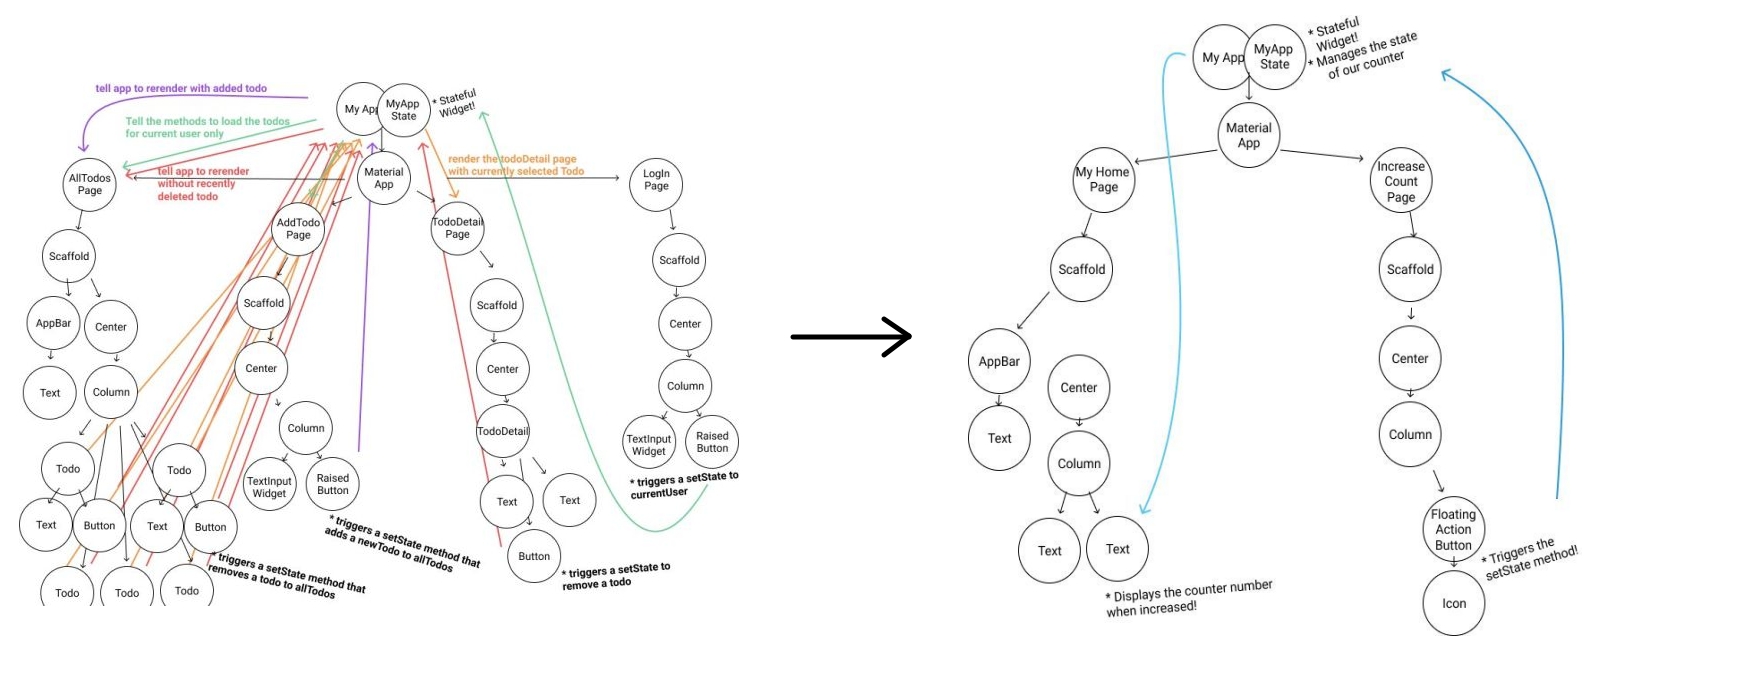 tell app to rerender with added todo
Tell the methods to load the todos
for current user only
tell app to rerender
without recently
deleted todo
My App
MyApp
State
* Stateful
Widget!
render the todoDetail page
with currently selected Todo
Material
App
AllTodos
Page
AddTodo
Page
TodoDetail
Page
LogIn
Page
Scaffold
AppBar
Center
Text
Column
Todo
Todo
Text
Button
Text
Button
Todo
Todo
Todo
* triggers a setState method that
removes a todo to allTodos
Scaffold
Center
Column
TextInput
Widget
Raised
Button
* triggers a setState method that
adds a newTodo to allTodos
Scaffold
Center
TodoDetail
Text
Text
Button
* triggers a setState to
remove a todo
Scaffold
Center
Column
TextInput
Widget
Raised
Button
* triggers a setState to
currentUser
My App
MyApp
State
* Stateful
Widget!
* Manages the state
of our counter
Material
App
My Home
Page
Increase
Count
Page
Scaffold
AppBar
Text
Center
Column
Text
Text
* Displays the counter number
when increased!
Scaffold
Center
Column
Floating
Action
Button
* Triggers the
setState method!
Icon